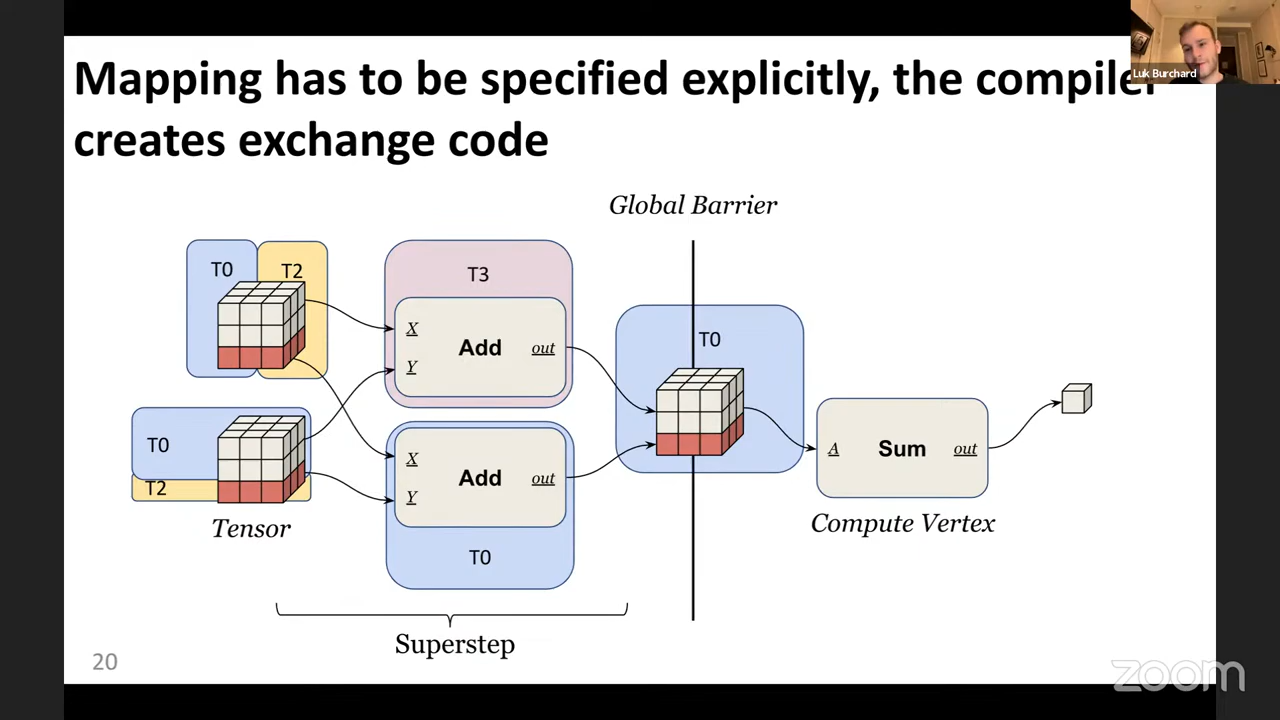 Mapping has to be specified explicitly, the compiler
creates exchange code
Luk Burchard
Global Barrier
T0
T2
T3
X
Y
Add
out
T0
T2
Tensor
X
Y
Add
out
T0
T0
A
Sum
out
Compute Vertex
Superstep
20
zoom